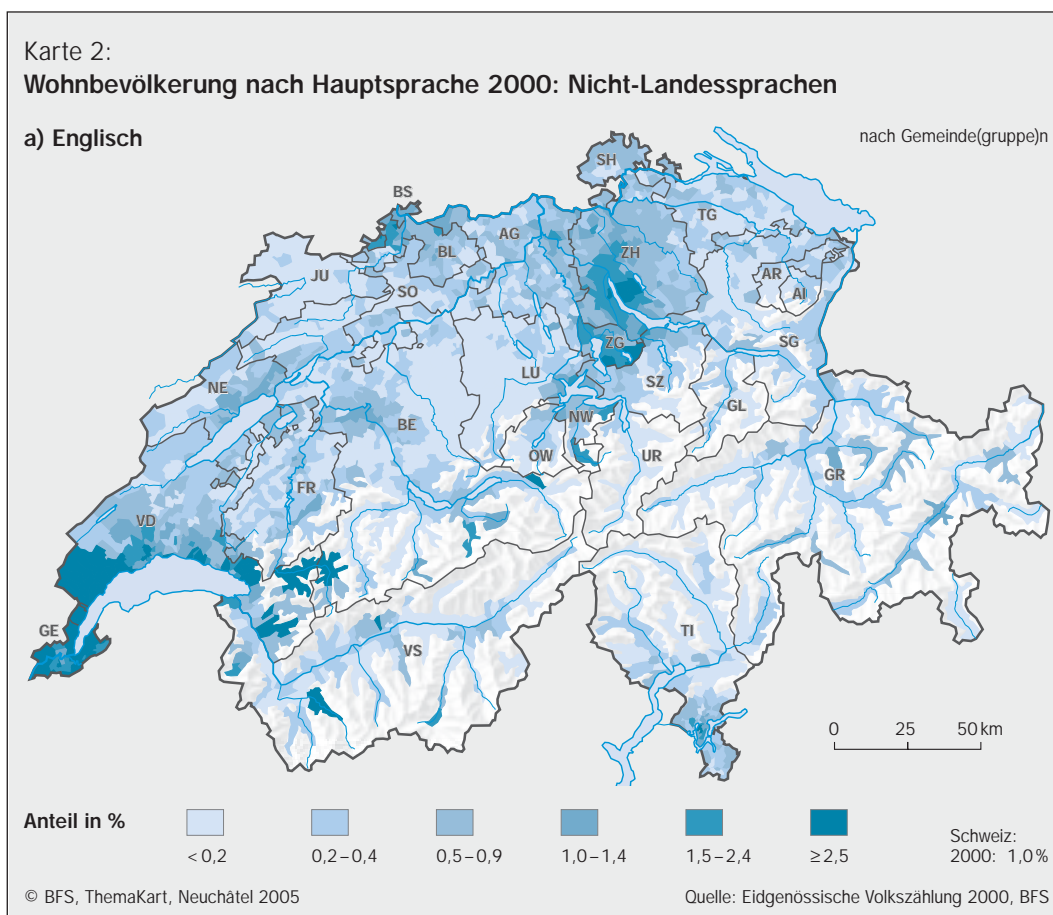 Karte 2:
Wohnbevölkerung nach Hauptsprache 2000: Nicht-Landessprachen
a) Englisch
nach Gemeinde(gruppe)n
SH
BS
TG
BL
AG
ZH
JU
SO
AR
AI
ZG
SG
NE
LU
SZ
BE
NW
GL
OW
UR
FR
GR
VD
GE
VS
TI
0 25 50 km
Anteil in %
< 0,2
0,2–0,4
0,5–0,9
1,0–1,4
1,5–2,4
≥2,5
Schweiz:
2000: 1,0%
© BFS, ThemaKart, Neuchâtel 2005
Quelle: Eidgenössische Volkszählung 2000, BFS